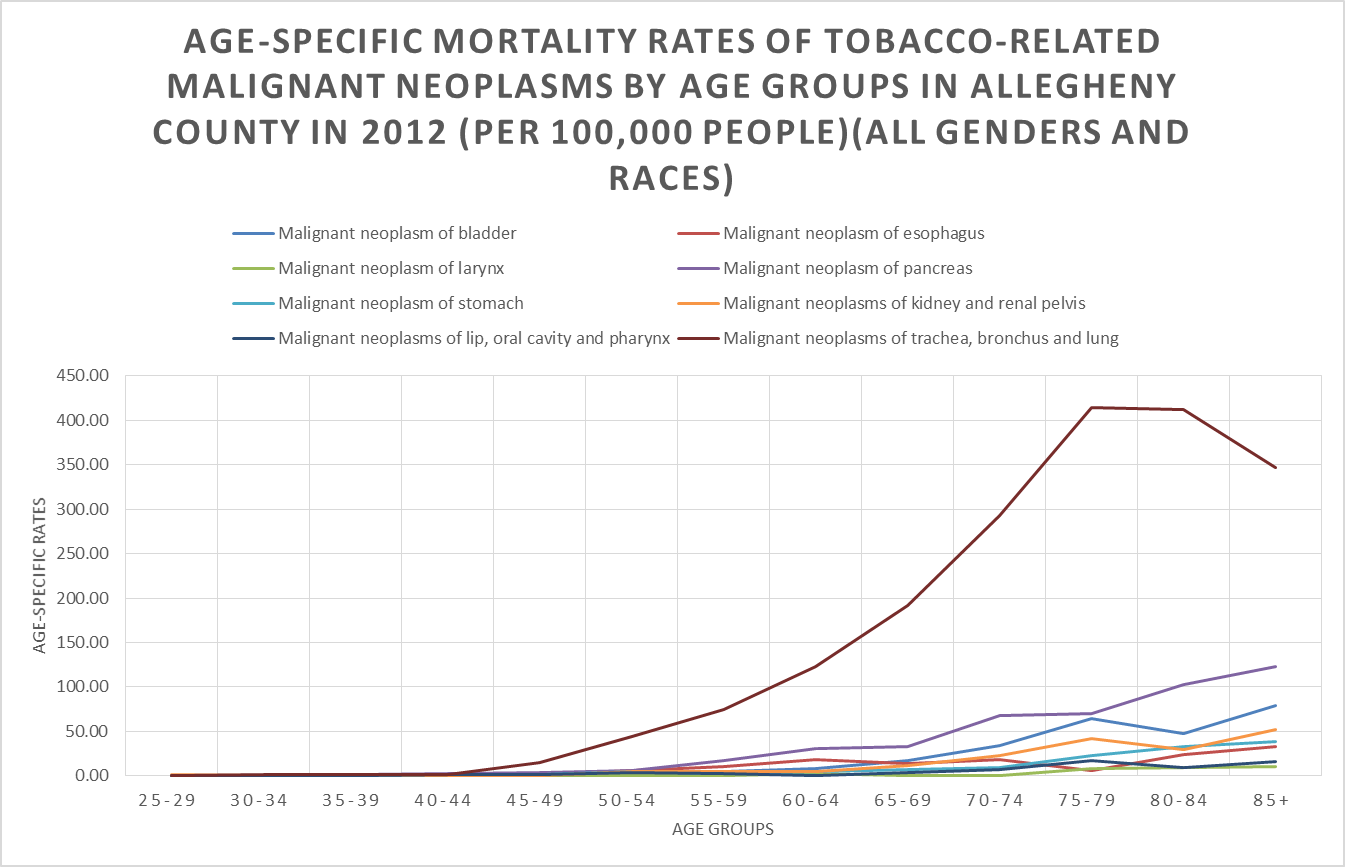 AGE-SPECIFIC MORTALITY RATES OF TOBACCO-RELATED
MALIGNANT NEOPLASMS BY AGE GROUPS IN ALLEGHENY
COUNTY IN 2012 (PER 100,000 PEOPLE)(ALL GENDERS AND
RACES)
Malignant neoplasm of bladder
Malignant neoplasm of esophagus
Malignant neoplasm of larynx
Malignant neoplasm of pancreas
Malignant neoplasm of stomach
Malignant neoplasms of kidney and renal pelvis
Malignant neoplasms of lip, oral cavity and pharynx
Malignant neoplasms of trachea, bronchus and lung
AGE-SPECIFIC RATES
450.00
400.00
350.00
300.00
250.00
200.00
150.00
100.00
50.00
0.00
25-29 30-34 35-39 40-44 45-49 50-54 55-59 60-64 65-69 70-74 75-79 80-84 85+
AGE GROUPS